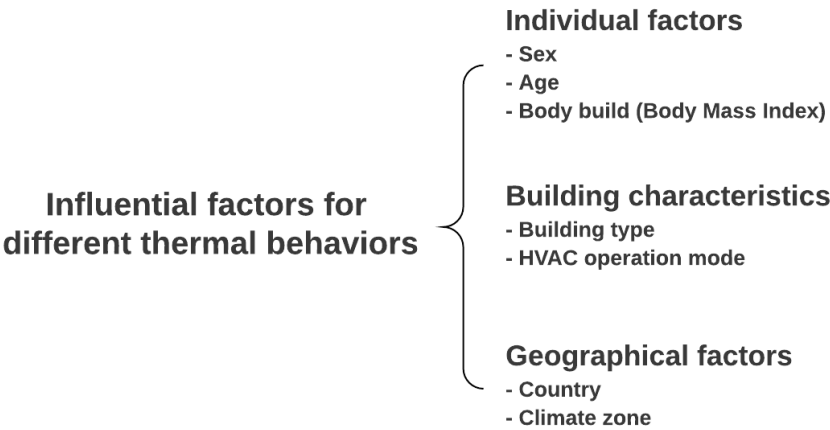 Influential factors for
different thermal behaviors
Individual factors
- Sex
- Age
- Body build (Body Mass Index)
Building characteristics
- Building type
- HVAC operation mode
Geographical factors
- Country
- Climate zone